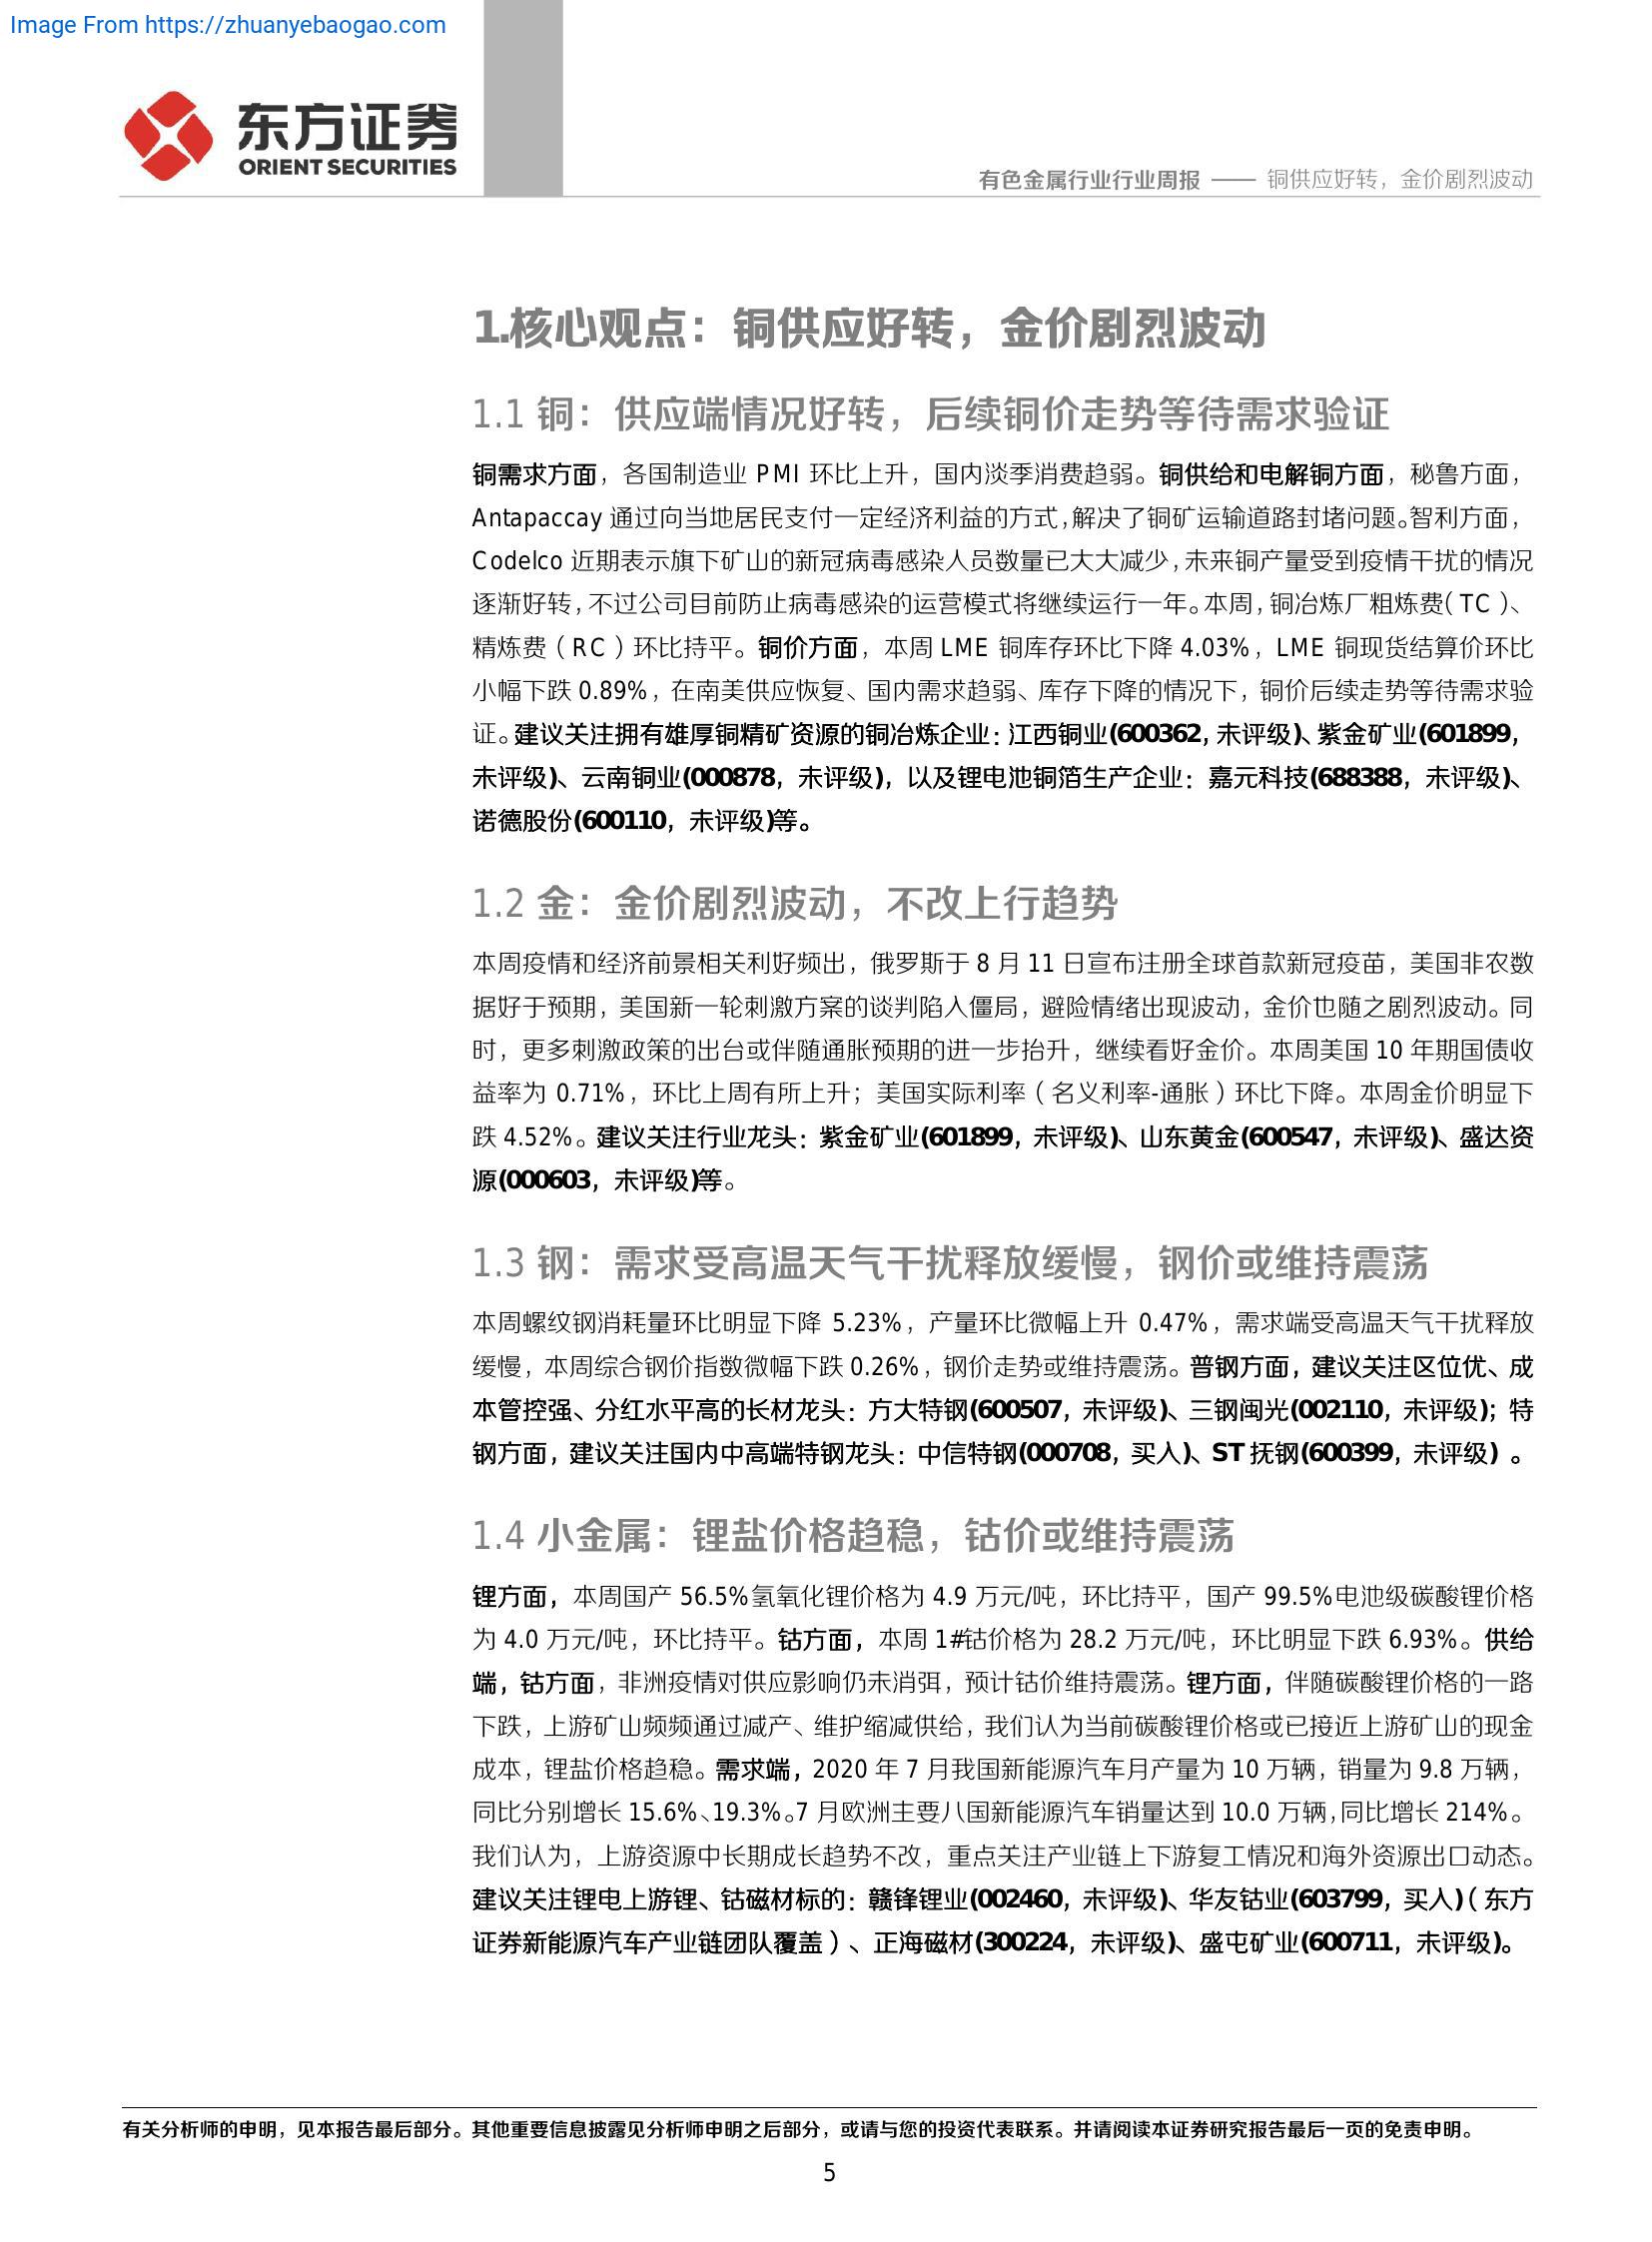 Image From https://zhuanyebaogao.com
东方证券
ORIENT SECURITIES
有色金属行业行业周报 —— 铜供应好转，金价剧烈波动
1.核心观点：铜供应好转，金价剧烈波动
1.1 铜：供应端情况好转，后续铜价走势等待需求验证
铜需求方面，各国制造业 PMI 环比上升，国内淡季消费趋弱。铜供给和电解铜方面，秘鲁方面，
Antapaccay 通过向当地居民支付一定经济利益的方式，解决了铜矿运输道路封堵问题。智利方面，
Codelco 近期表示旗下矿山的新冠病毒感染人员数量已大大减少，未来铜产量受到疫情干扰的情况
逐渐好转，不过公司目前防止病毒感染的运营模式将继续运行一年。本周，铜冶炼厂粗炼费（TC）、
精炼费（RC）环比持平。铜价方面，本周 LME 铜库存环比下降 4.03%，LME 铜现货结算价环比
小幅下跌 0.89%，在南美供应恢复、国内需求趋弱、库存下降的情况下，铜价后续走势等待需求验
证。建议关注拥有雄厚铜精矿资源的铜冶炼企业：江西铜业(600362，未评级)、紫金矿业(601899，
未评级)、云南铜业(000878，未评级)，以及锂电池铜箔生产企业：嘉元科技(688388，未评级)、
诺德股份(600110，未评级)等。
1.2 金：金价剧烈波动，不改上行趋势
本周疫情和经济前景相关利好频出，俄罗斯于 8 月 11 日宣布注册全球首款新冠疫苗，美国非农数
据好于预期，美国新一轮刺激方案的谈判陷入僵局，避险情绪出现波动，金价也随之剧烈波动。同
时，更多刺激政策的出台或伴随通胀预期的进一步抬升，继续看好金价。本周美国 10 年期国债收
益率为 0.71%，环比上周有所上升；美国实际利率（名义利率-通胀）环比下降。本周金价明显下
跌 4.52%。建议关注行业龙头：紫金矿业(601899，未评级)、山东黄金(600547，未评级)、盛达资
源(000603，未评级)等。
1.3 钢：需求受高温天气干扰释放缓慢，钢价或维持震荡
本周螺纹钢消耗量环比明显下降 5.23%，产量环比微幅上升 0.47%，需求端受高温天气干扰释放
缓慢，本周综合钢价指数微幅下跌 0.26%，钢价走势或维持震荡。普钢方面，建议关注区位优、成
本管控强、分红水平高的长材龙头：方大特钢(600507，未评级)、三钢闽光(002110，未评级)；特
钢方面，建议关注国内中高端特钢龙头：中信特钢(000708，买入)、ST 抚钢(600399，未评级) 。
1.4 小金属：锂盐价格趋稳，钴价或维持震荡
锂方面，本周国产 56.5%氢氧化锂价格为 4.9 万元/吨，环比持平，国产 99.5%电池级碳酸锂价格
为 4.0 万元/吨，环比持平。钴方面，本周 1#钴价格为 28.2 万元/吨，环比明显下跌 6.93%。供给
端，钴方面，非洲疫情对供应影响仍未消弭，预计钴价维持震荡。锂方面，伴随碳酸锂价格的一路
下跌，上游矿山频频通过减产、维护缩减供给，我们认为当前碳酸锂价格或已接近上游矿山的现金
成本，锂盐价格趋稳。需求端，2020 年 7 月我国新能源汽车月产量为 10 万辆，销量为 9.8 万辆，
同比分别增长 15.6%、19.3%。7 月欧洲主要八国新能源汽车销量达到 10.0 万辆，同比增长 214%。
我们认为，上游资源中长期成长趋势不改，重点关注产业链上下游复工情况和海外资源出口动态。
建议关注锂电上游锂、钴磁材标的：赣锋锂业(002460，未评级)、华友钴业(603799，买入)（东方
证券新能源汽车产业链团队覆盖）、正海磁材(300224，未评级)、盛屯矿业(600711，未评级)。
有关分析师的申明，见本报告最后部分。其他重要信息披露见分析师申明之后部分，或请与您的投资代表联系。并请阅读本证券研究报告最后一页的免责申明。
5